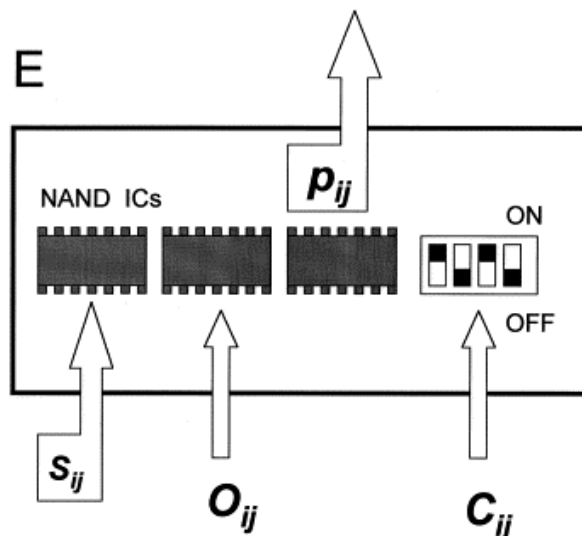 E
p_ij
NAND ICs
ON
OFF
s_ij
O_ij
C_ij